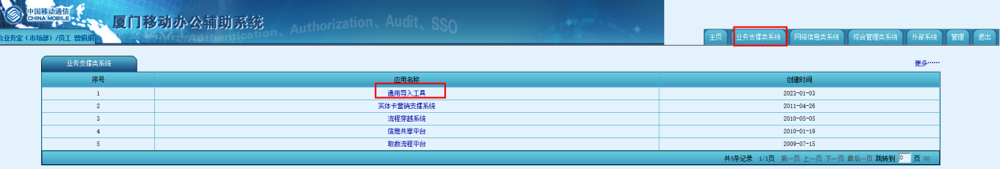 中国移动通信
CHINA MOBILE
厦门移动办公辅助系统
Authentication, Authorization, Audit, SSO
合业务室（市场部）/员工 曾娟娟
主页 业务支撑类系统 网络信息类系统 综合管理类系统 外部系统 管理 退出
业务支撑类系统 更多……
序号 应用名称 创建时间
1 通用导入工具 2023-01-03
2 实体卡营销支撑系统 2011-04-26
3 流程穿越系统 2010-05-05
4 信息共享平台 2010-01-19
5 取数流程平台 2009-07-15
共5条记录 1/1页 第一页 上一页 下一页 最后一页 跳转到 0 页 GO